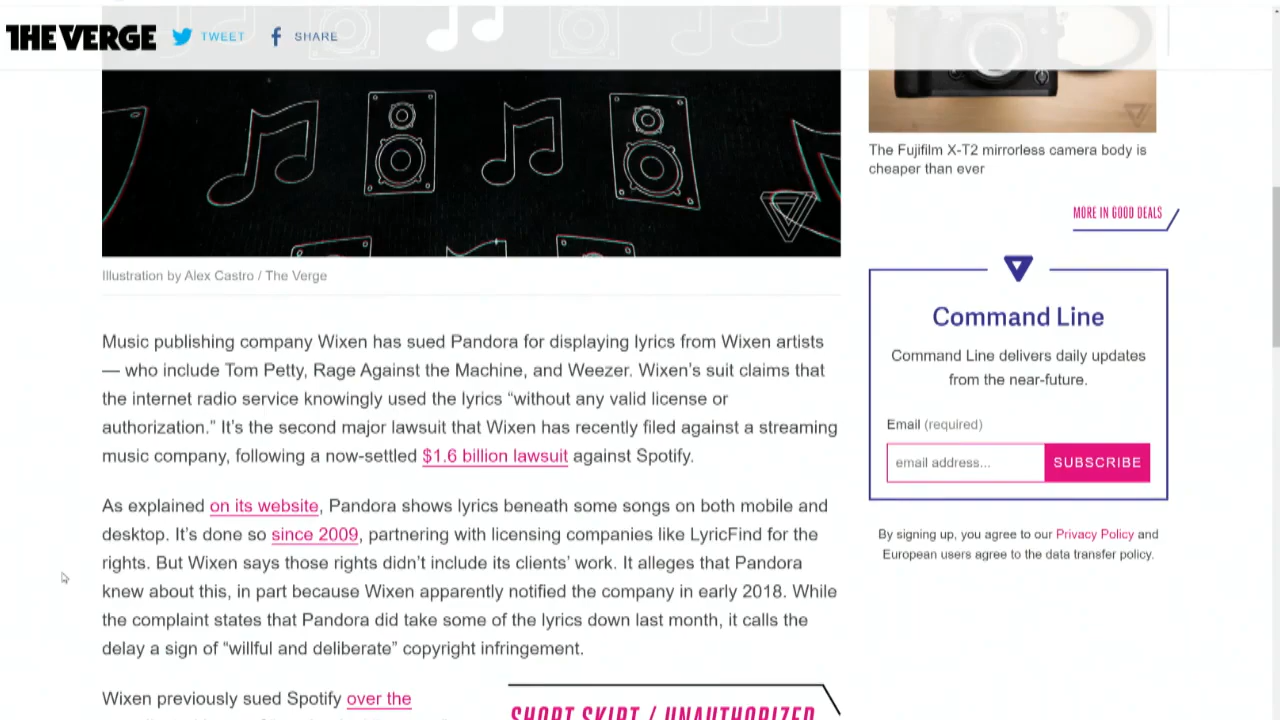 THE VERGE
TWEET
SHARE
Illustration by Alex Castro / The Verge
Music publishing company Wixen has sued Pandora for displaying lyrics from Wixen artists
— who include Tom Petty, Rage Against the Machine, and Weezer. Wixen’s suit claims that
the internet radio service knowingly used the lyrics “without any valid license or
authorization.” It’s the second major lawsuit that Wixen has recently filed against a streaming
music company, following a now-settled $1.6 billion lawsuit against Spotify.
As explained on its website, Pandora shows lyrics beneath some songs on both mobile and
desktop. It’s done so since 2009, partnering with licensing companies like LyricFind for the
rights. But Wixen says those rights didn’t include its clients’ work. It alleges that Pandora
knew about this, in part because Wixen apparently notified the company in early 2018. While
the complaint states that Pandora did take some of the lyrics down last month, it calls the
delay a sign of “willful and deliberate” copyright infringement.
Wixen previously sued Spotify over the
SHORT SKIRT / UNAUTHORIZED
The Fujifilm X-T2 mirrorless camera body is
cheaper than ever
MORE IN GOOD DEALS
Command Line
Command Line delivers daily updates
from the near-future.
Email (required)
email address...
SUBSCRIBE
By signing up, you agree to our Privacy Policy and
European users agree to the data transfer policy.